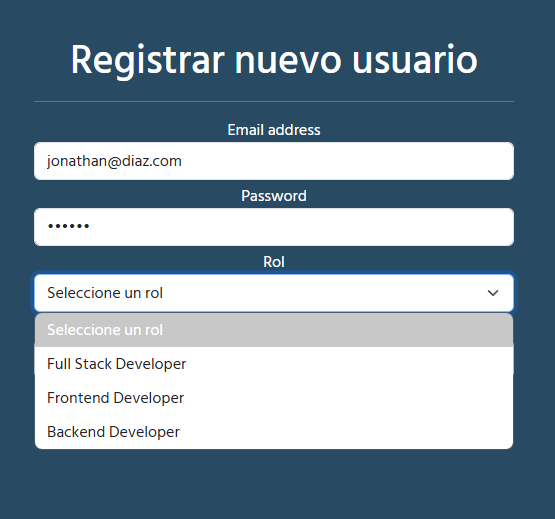 Registrar nuevo usuario
Email address
jonathan@diaz.com
Password
••••••
Rol
Seleccione un rol
Seleccione un rol
Full Stack Developer
Frontend Developer
Backend Developer